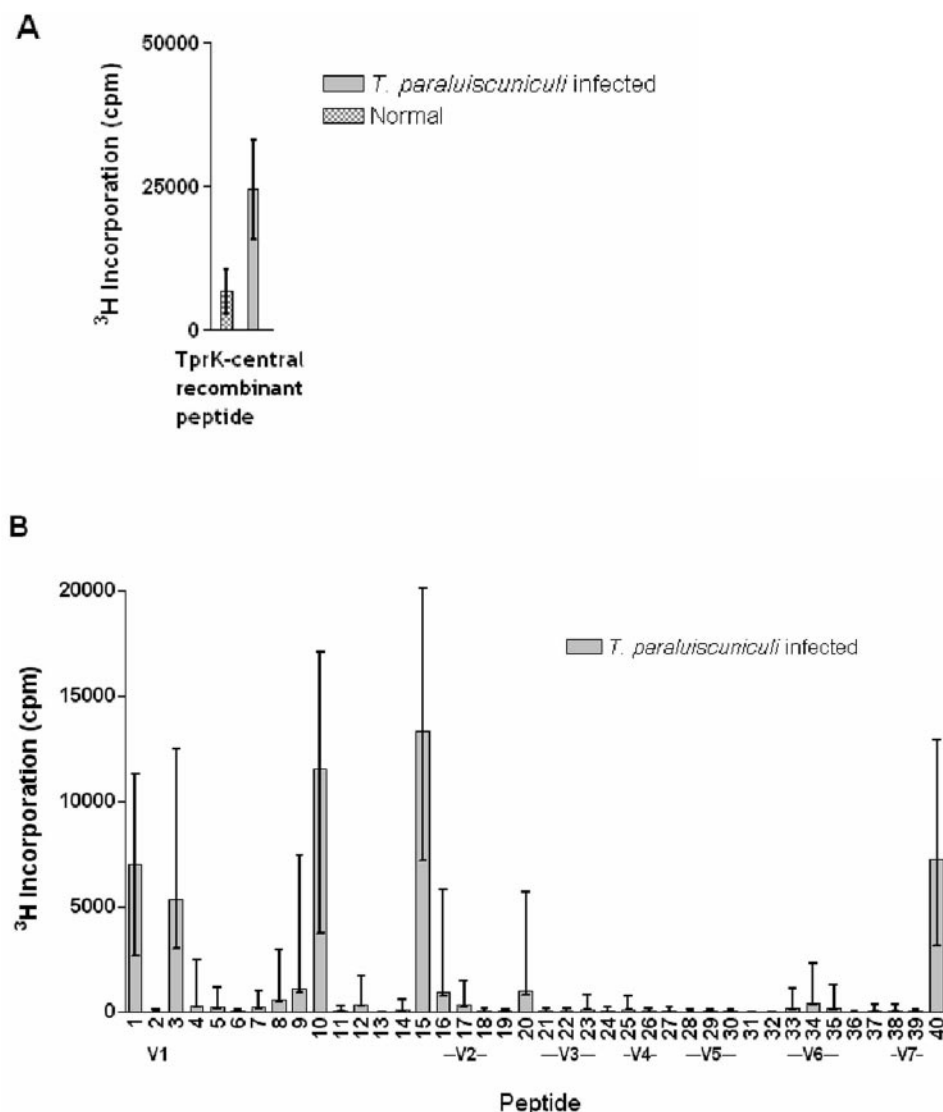 A
50000
25000
0
³H Incorporation (cpm)
T. paraluiscuniculi infected
Normal
TprK-central
recombinant
peptide
B
20000
15000
10000
5000
0
³H Incorporation (cpm)
T. paraluiscuniculi infected
1 2 3 4 5 6 7 8 9 10 11 12 13 14 15 16 17 18 19 20 21 22 23 24 25 26 27 28 29 30 31 32 33 34 35 36 37 38 39 40
V1 —V2— —V3— —V4— —V5— —V6— —V7-
Peptide